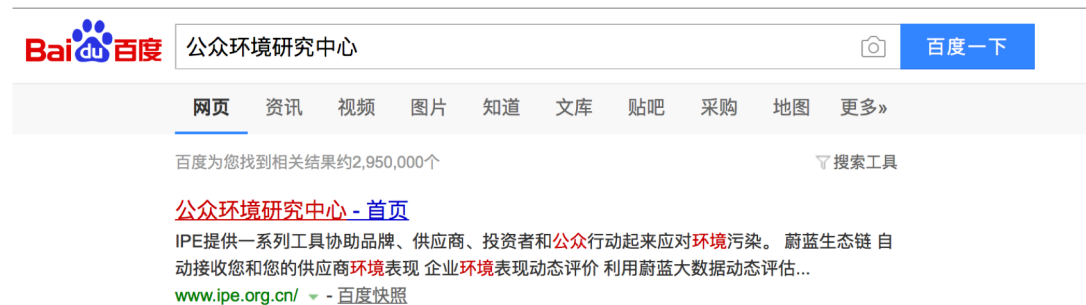 Bai du 百度 公众环境研究中心 百度一下
网页 资讯 视频 图片 知道 文库 贴吧 采购 地图 更多»
百度为您找到相关结果约2,950,000个 搜索工具
公众环境研究中心 - 首页
IPE提供一系列工具协助品牌、供应商、投资者和公众行动起来应对环境污染。 蔚蓝生态链 自
动接收您和您的供应商环境表现 企业环境表现动态评价 利用蔚蓝大数据动态评估...
www.ipe.org.cn/ - 百度快照